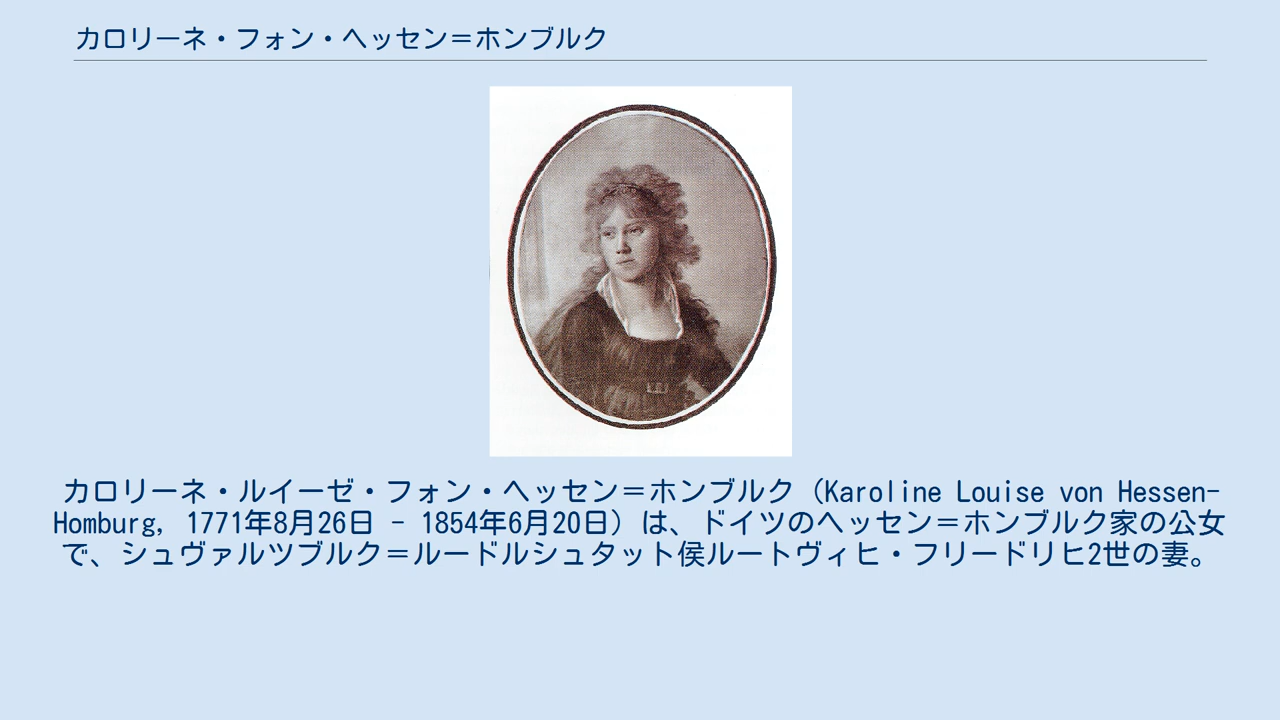 カロリーネ・フォン・ヘッセン＝ホンブルク
カロリーネ・ルイーゼ・フォン・ヘッセン＝ホンブルク（Karoline Louise von Hessen-
Homburg, 1771年8月26日 - 1854年6月20日）は、ドイツのヘッセン＝ホンブルク家の公女
で、シュヴァルツブルク＝ルードルシュタット侯ルートヴィヒ・フリードリヒ2世の妻。